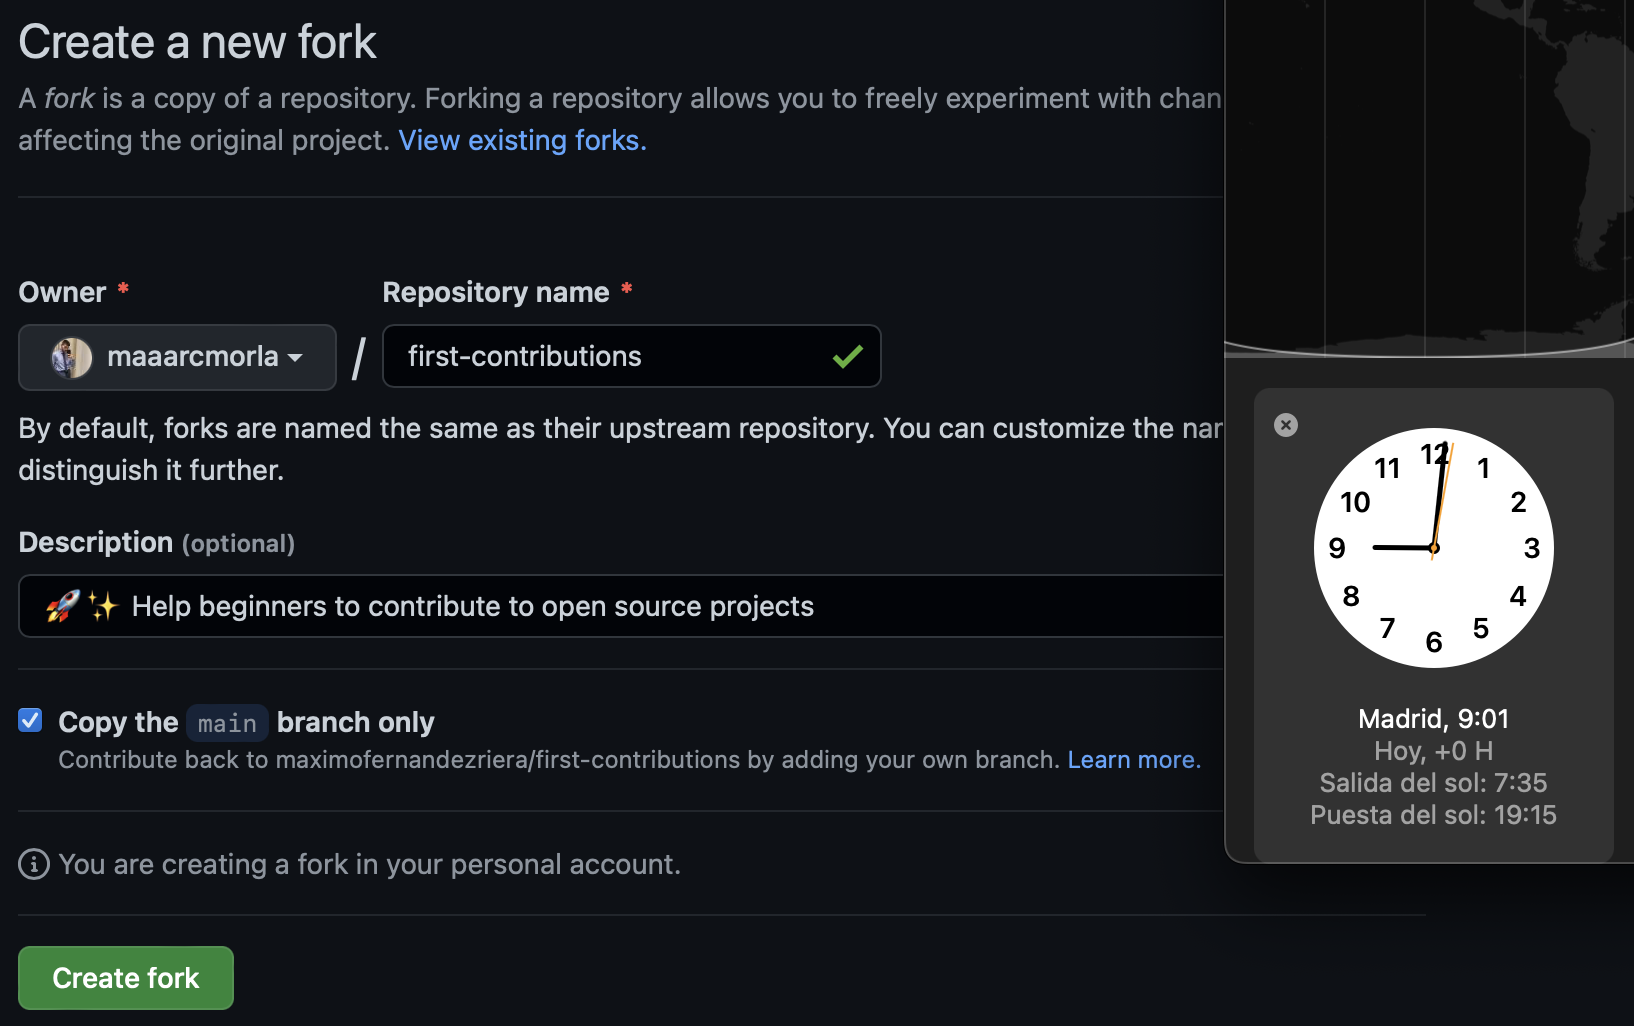 Create a new fork
A fork is a copy of a repository. Forking a repository allows you to freely experiment with chan
affecting the original project. View existing forks.
Owner *
Repository name *
maaarcmorla / first-contributions
By default, forks are named the same as their upstream repository. You can customize the nar
distinguish it further.
Description (optional)
🚀✨ Help beginners to contribute to open source projects
Copy the main branch only
Contribute back to maximofernandezriera/first-contributions by adding your own branch. Learn more.
You are creating a fork in your personal account.
Create fork
12
1
2
3
4
5
6
7
8
9
10
11
Madrid, 9:01
Hoy, +0 H
Salida del sol: 7:35
Puesta del sol: 19:15